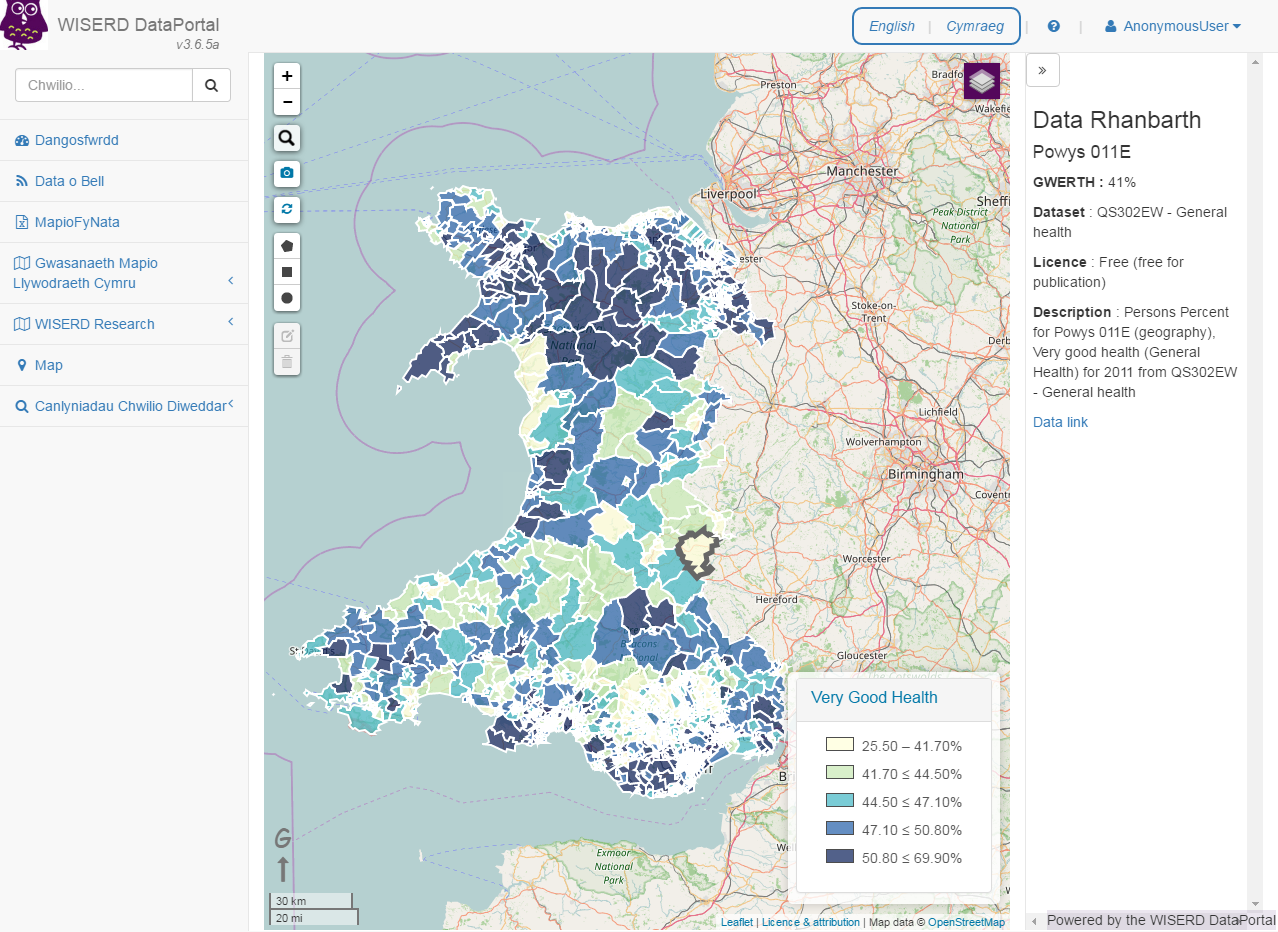 WISERD DataPortal
v3.6.5a
English | Cymraeg
AnonymousUser
Chwilio...
Dangosfwrdd
Data o Bell
MapioFyNata
Gwasanaeth Mapio
Llywodraeth Cymru
WISERD Research
Map
Canlyniadau Chwilio Diweddar
+
−
Preston
Liverpool
Manchester
Peak District
National
Park
Stoke-on-
Trent
Lichfield
Wolverhampton
Birmingham
Worcester
Hereford
Gloucester
The Cotswolds
National
Beacons
National
Exmoor
National
Park
Very Good Health
25.50 – 41.70%
41.70 ≤ 44.50%
44.50 ≤ 47.10%
47.10 ≤ 50.80%
50.80 ≤ 69.90%
G
30 km
20 mi
Leaflet | Licence & attribution | Map data © OpenStreetMap
»
Data Rhanbarth
Powys 011E
GWERTH : 41%
Dataset : QS302EW - General
health
Licence : Free (free for
publication)
Description : Persons Percent
for Powys 011E (geography),
Very good health (General
Health) for 2011 from QS302EW
- General health
Data link
Powered by the WISERD DataPortal